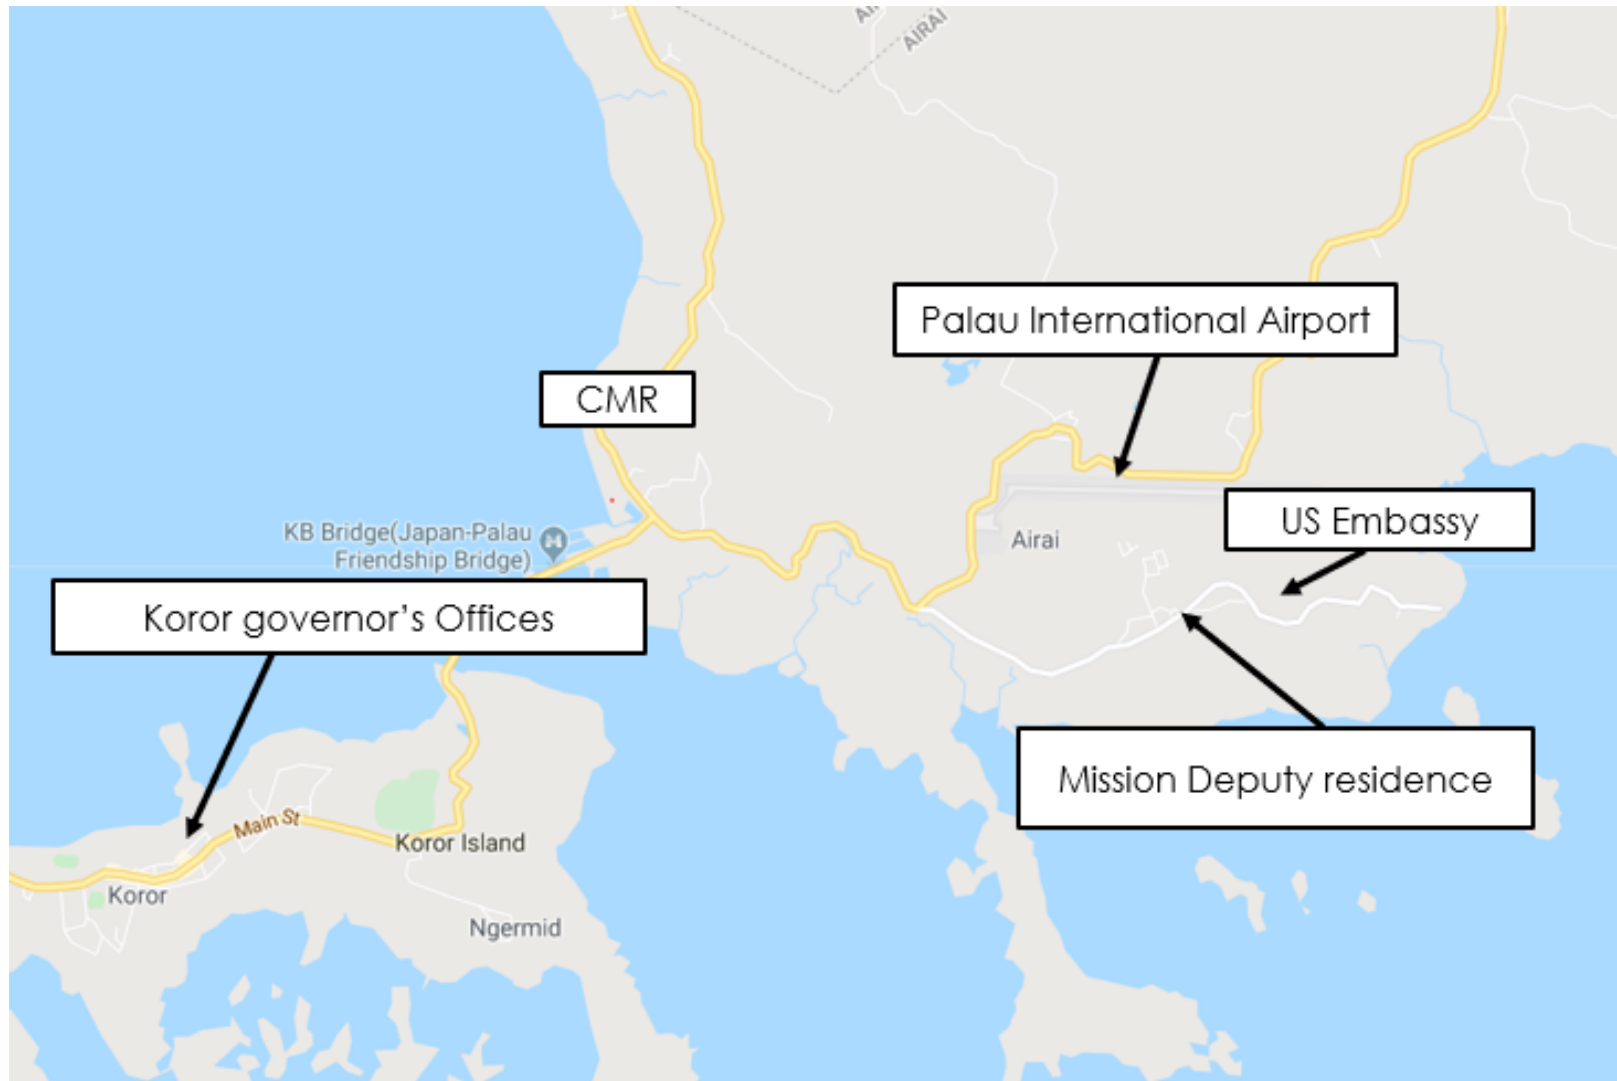 AIRAI
Palau International Airport
CMR
US Embassy
KB Bridge(Japan-Palau
Friendship Bridge)
Airai
Koror governor's Offices
Mission Deputy residence
Main St
Koror Island
Koror
Ngermid